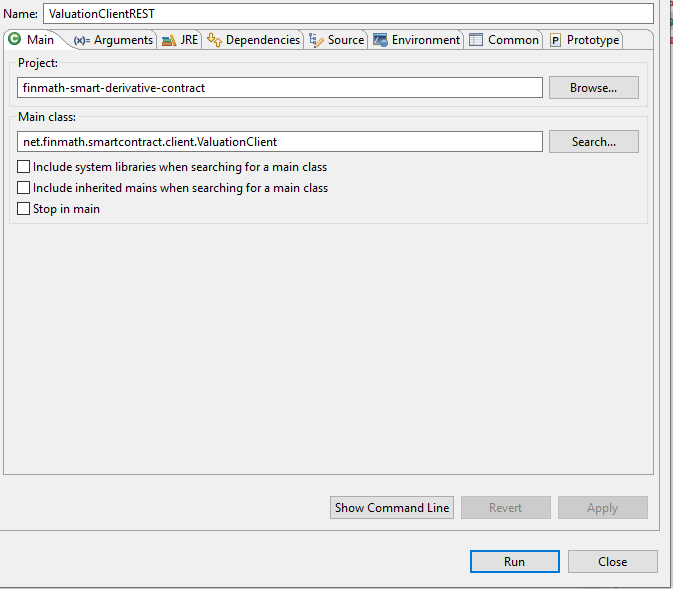 Name: ValuationClientREST
Main (x)= Arguments JRE Dependencies Source Environment Common P Prototype
Project:
finmath-smart-derivative-contract Browse...
Main class:
net.finmath.smartcontract.client.ValuationClient Search...
Include system libraries when searching for a main class
Include inherited mains when searching for a main class
Stop in main
Show Command Line Revert Apply
Run Close